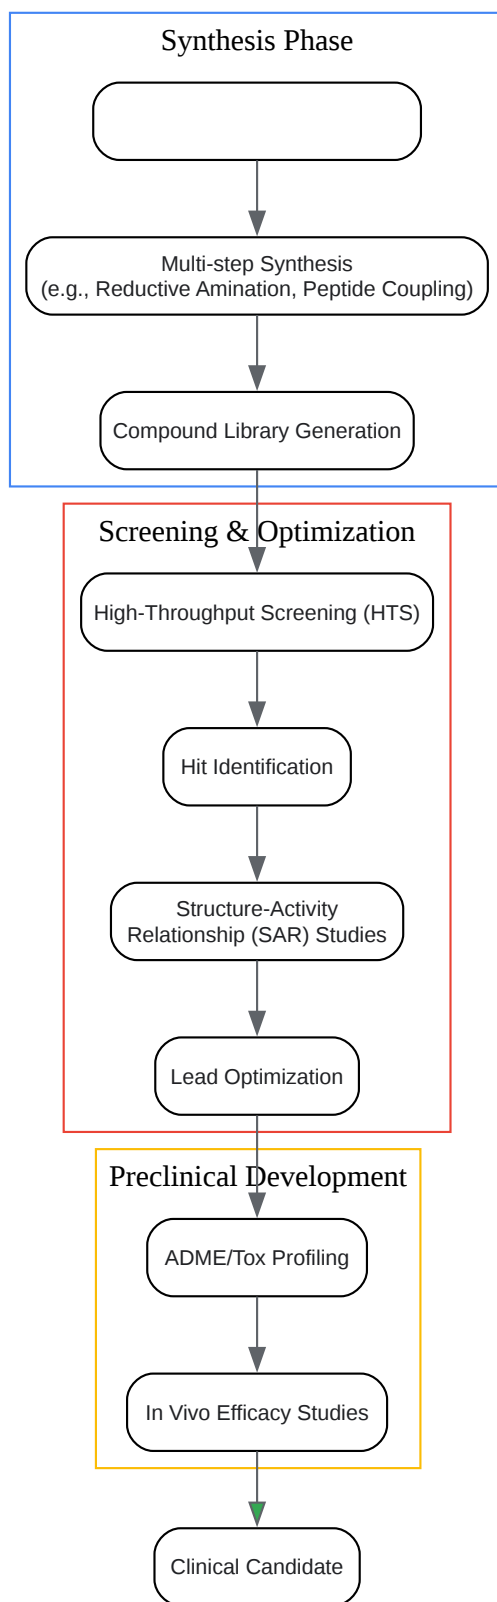 Synthesis Phase
Multi-step Synthesis
(e.g., Reductive Amination, Peptide Coupling)
Compound Library Generation
Screening & Optimization
High-Throughput Screening (HTS)
Hit Identification
Structure-Activity
Relationship (SAR) Studies
Lead Optimization
Preclinical Development
ADME/Tox Profiling
In Vivo Efficacy Studies
Clinical Candidate